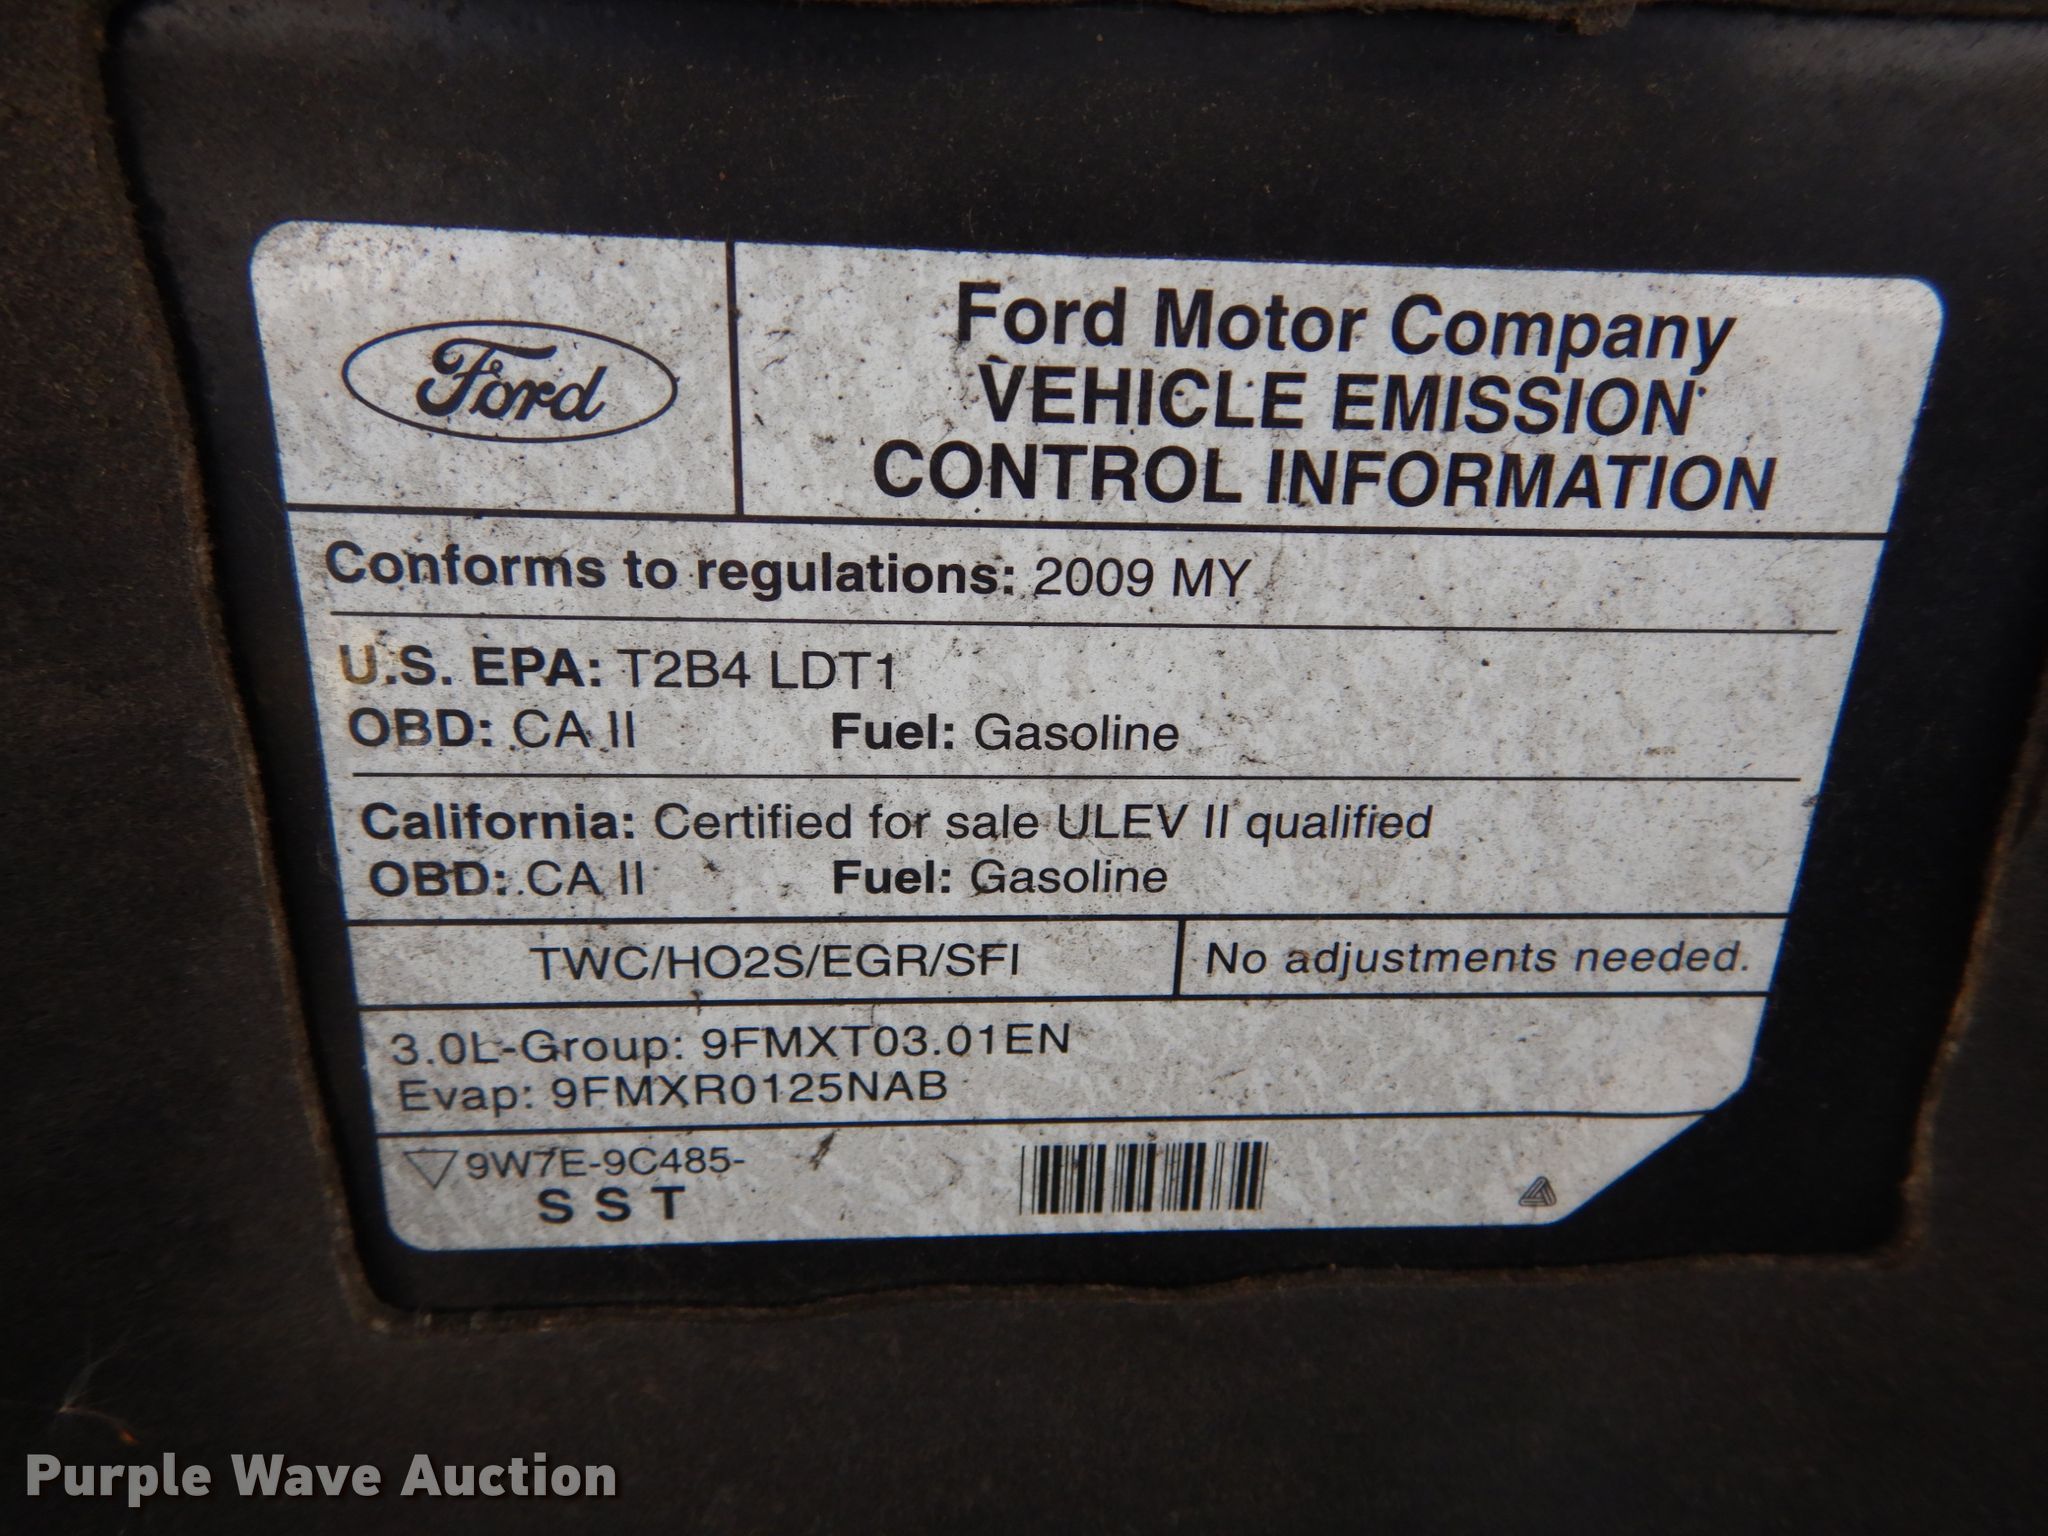 Ford
Ford Motor Company
VEHICLE EMISSION
CONTROL INFORMATION
Conforms to regulations: 2009 MY
U.S. EPA: T2B4 LDT1
OBD: CA II Fuel: Gasoline
California: Certified for sale ULEV II qualified
OBD: CA II Fuel: Gasoline
TWC/HO2S/EGR/SFI No adjustments needed.
3.0L-Group: 9FMXT03.01EN
Evap: 9FMXR0125NAB
9W7E-9C485-
S S T
Purple Wave Auction